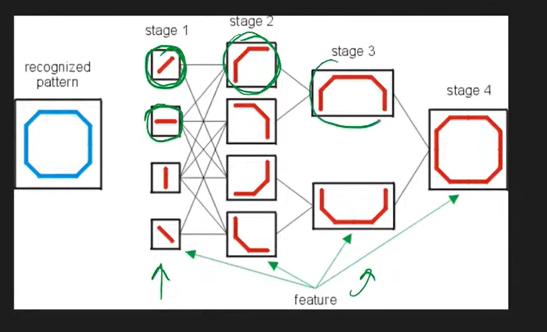 stage 1
stage 2
stage 3
stage 4
recognized
pattern
feature